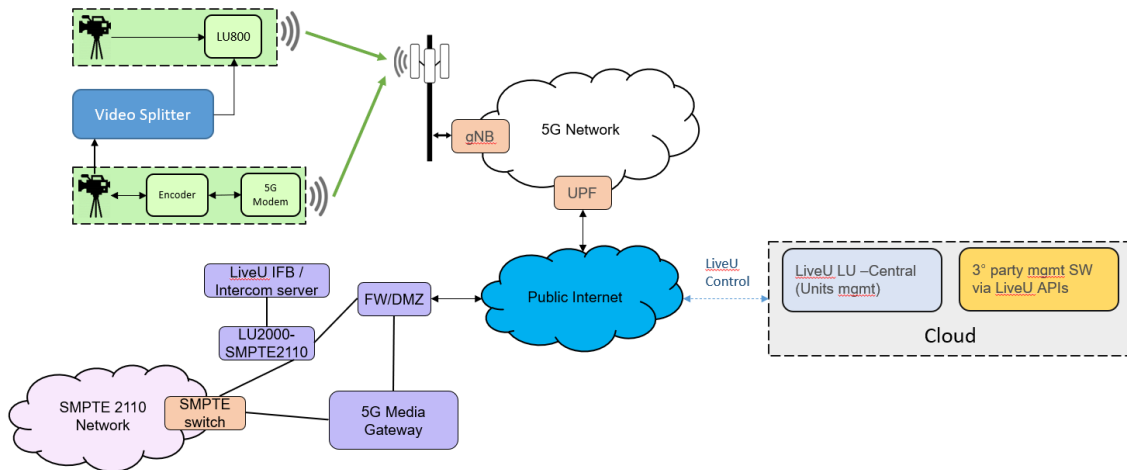 LU800
Video Splitter
Encoder
5G
Modem
gNB
5G Network
UPF
LiveU IFB /
Intercom server
LU2000-
SMPTE2110
FW/DMZ
Public Internet
LiveU
Control
LiveU LU –Central
(Units mgmt)
3° party mgmt SW
via LiveU APIs
Cloud
SMPTE 2110
Network
SMPTE
switch
5G Media
Gateway